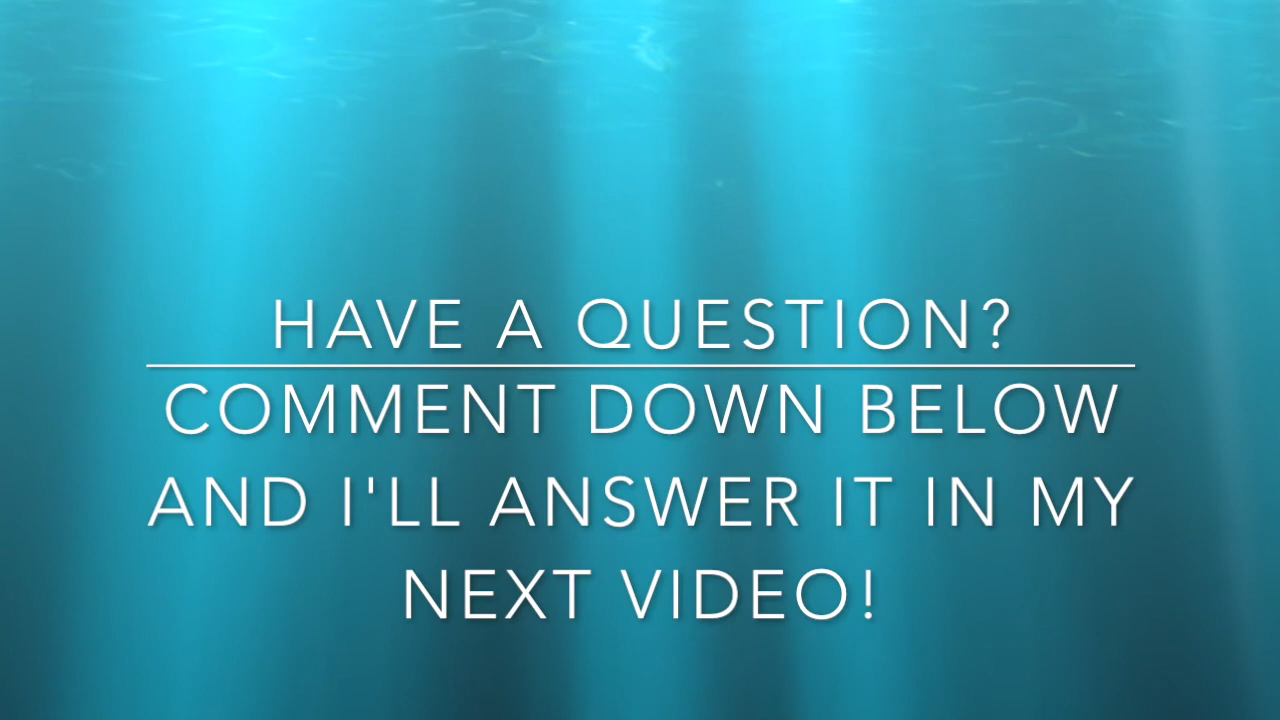 HAVE A QUESTION?
COMMENT DOWN BELOW
AND I'LL ANSWER IT IN MY
NEXT VIDEO!